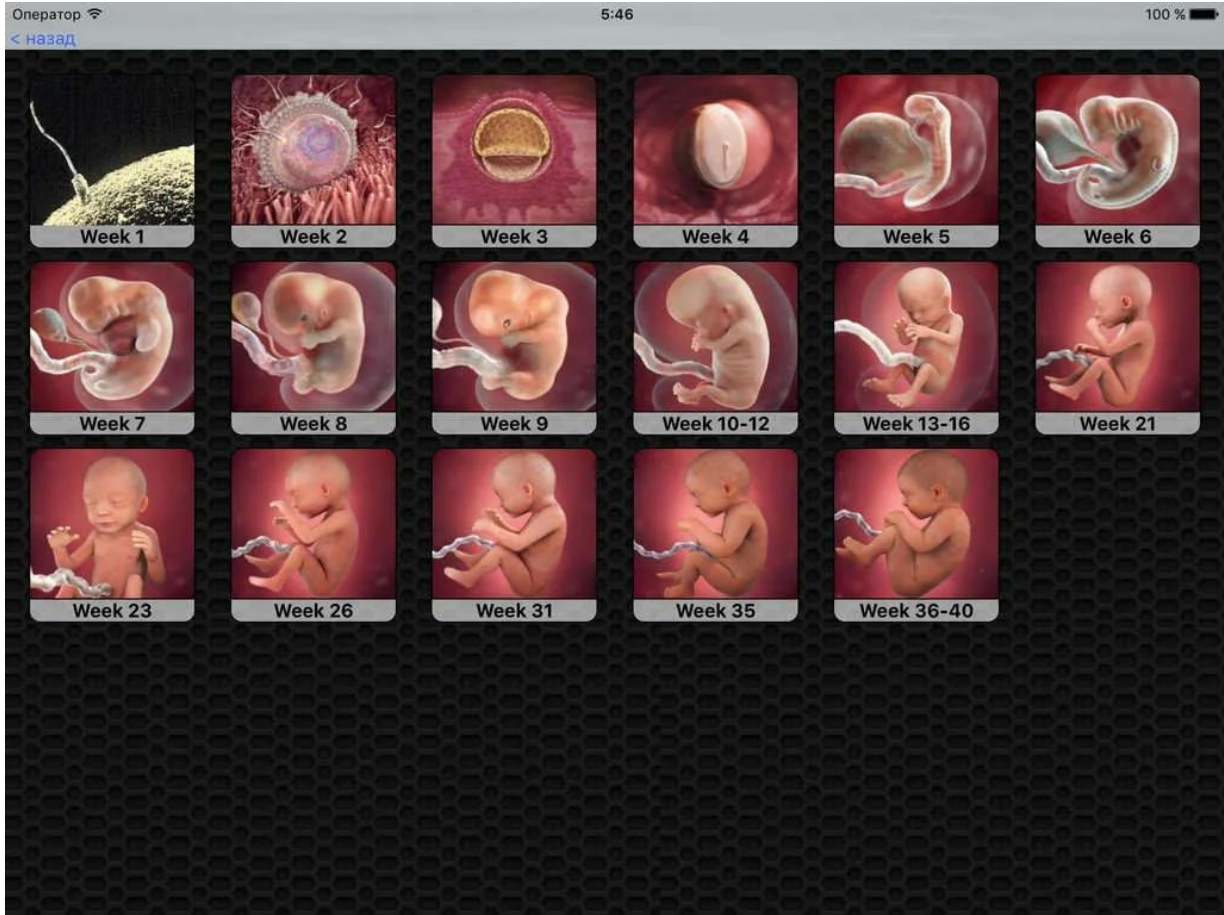 Оператор 5:46 100 %
< назад
Week 1 Week 2 Week 3 Week 4 Week 5 Week 6
Week 7 Week 8 Week 9 Week 10-12 Week 13-16 Week 21
Week 23 Week 26 Week 31 Week 35 Week 36-40